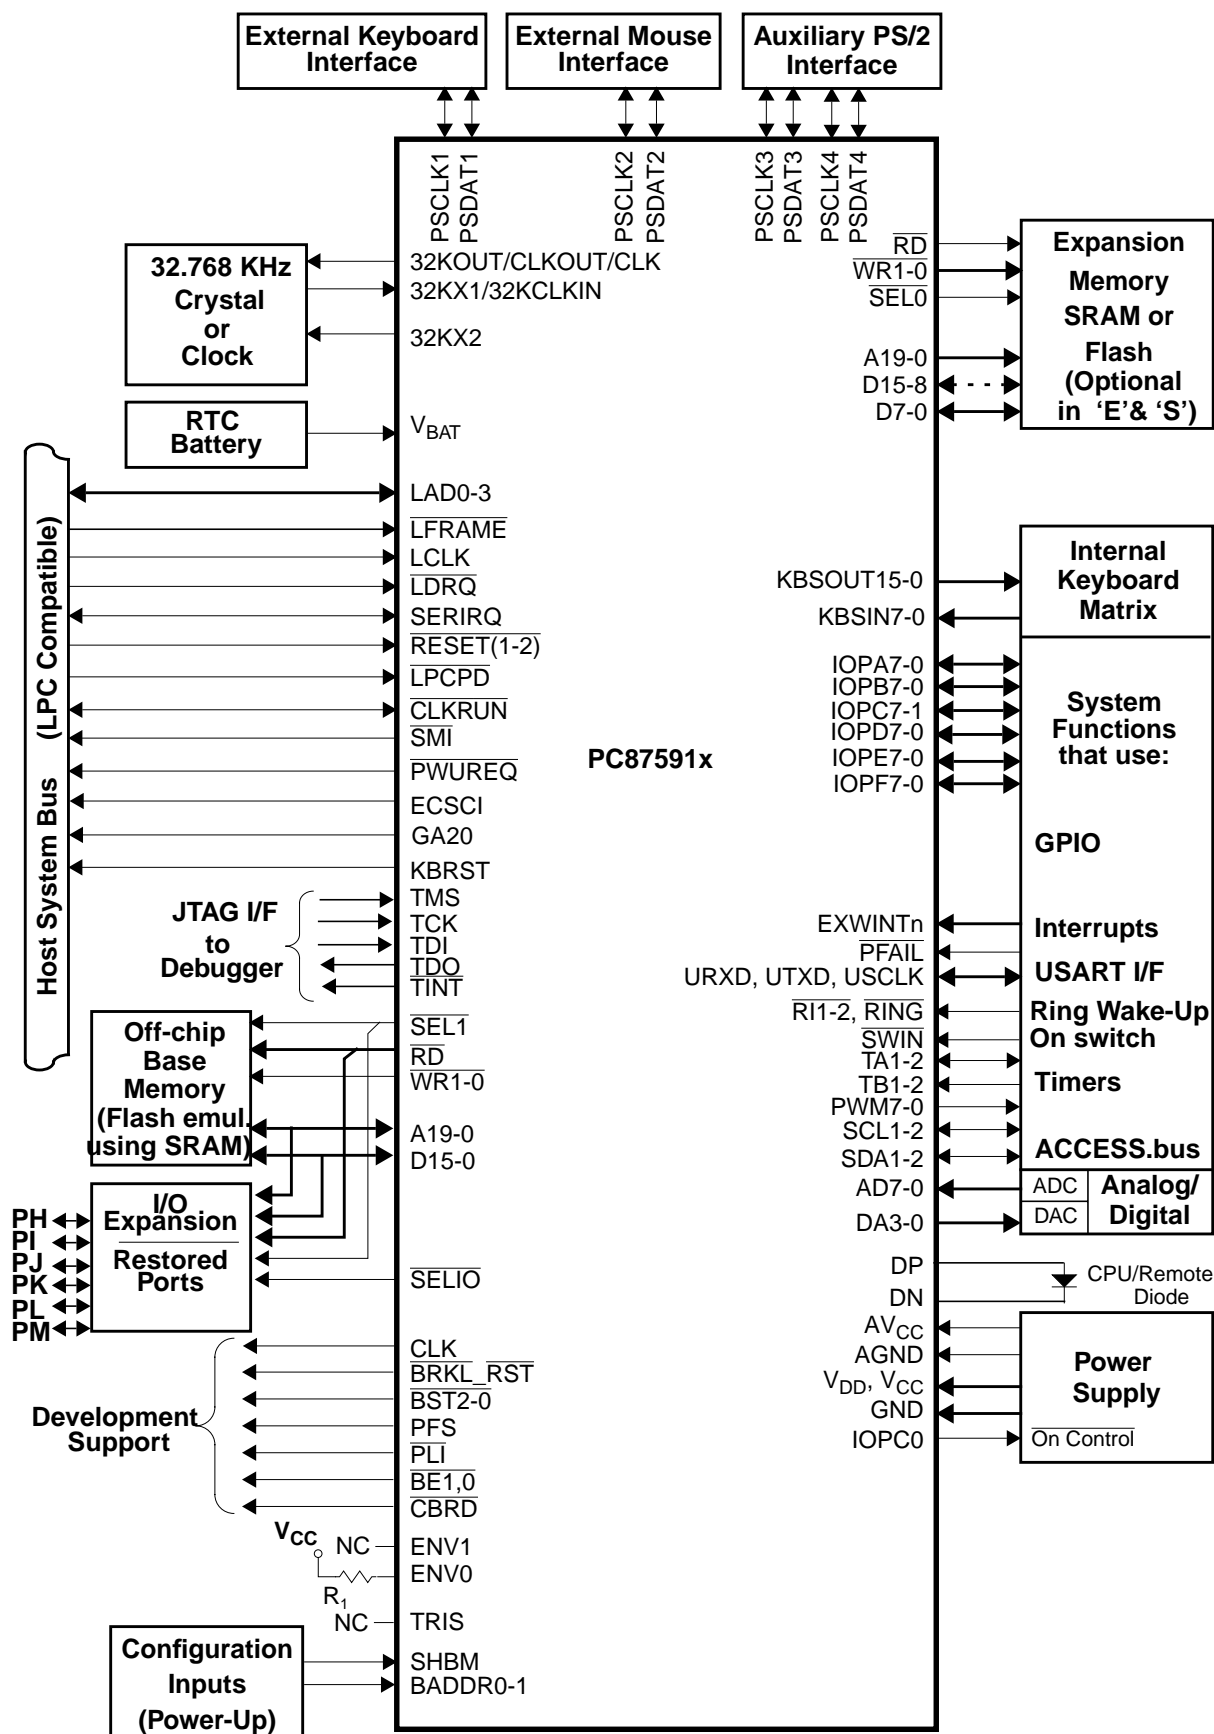 External Keyboard
Interface
External Mouse
Interface
Auxiliary PS/2
Interface
PSCLK1
PSDAT1
PSCLK2
PSDAT2
PSCLK3
PSDAT3
PSCLK4
PSDAT4
32.768 KHz
Crystal
or
Clock
32KOUT/CLKOUT/CLK
32KX1/32KCLKIN
32KX2
RTC
Battery
VBAT
Host System Bus (LPC Compatible)
LAD0-3
LFRAME
LCLK
LDRQ
SERIRQ
RESET(1-2)
LPCPD
CLKRUN
SMI
PWUREQ
ECSCI
GA20
KBRST
JTAG I/F
to
Debugger
TMS
TCK
TDI
TDO
TINT
Off-chip
Base
Memory
(Flash emul.
using SRAM)
SEL1
RD
WR1-0
A19-0
D15-0
I/O
Expansion
Restored
Ports
PH
PI
PJ
PK
PL
PM
SELIO
Development
Support
CLK
BRKL_RST
BST2-0
PFS
PLI
BE1,0
CBRD
VCC
NC
ENV1
ENV0
R1
NC
TRIS
Configuration
Inputs
(Power-Up)
SHBM
BADDR0-1
PC87591x
RD
WR1-0
SEL0
A19-0
D15-8
D7-0
Expansion
Memory
SRAM or
Flash
(Optional
in ‘E’& ‘S’)
KBSOUT15-0
KBSIN7-0
Internal
Keyboard
Matrix
IOPA7-0
IOPB7-0
IOPC7-1
IOPD7-0
IOPE7-0
IOPF7-0
System
Functions
that use:
GPIO
EXWINTn
PFAIL
Interrupts
URXD, UTXD, USCLK
USART I/F
RI1-2, RING
Ring Wake-Up
SWIN
On switch
TA1-2
TB1-2
Timers
PWM7-0
SCL1-2
SDA1-2
ACCESS.bus
AD7-0
DA3-0
ADC
DAC
Analog/
Digital
DP
DN
CPU/Remote
Diode
AVCC
AGND
VDD, VCC
GND
IOPC0
Power
Supply
On Control